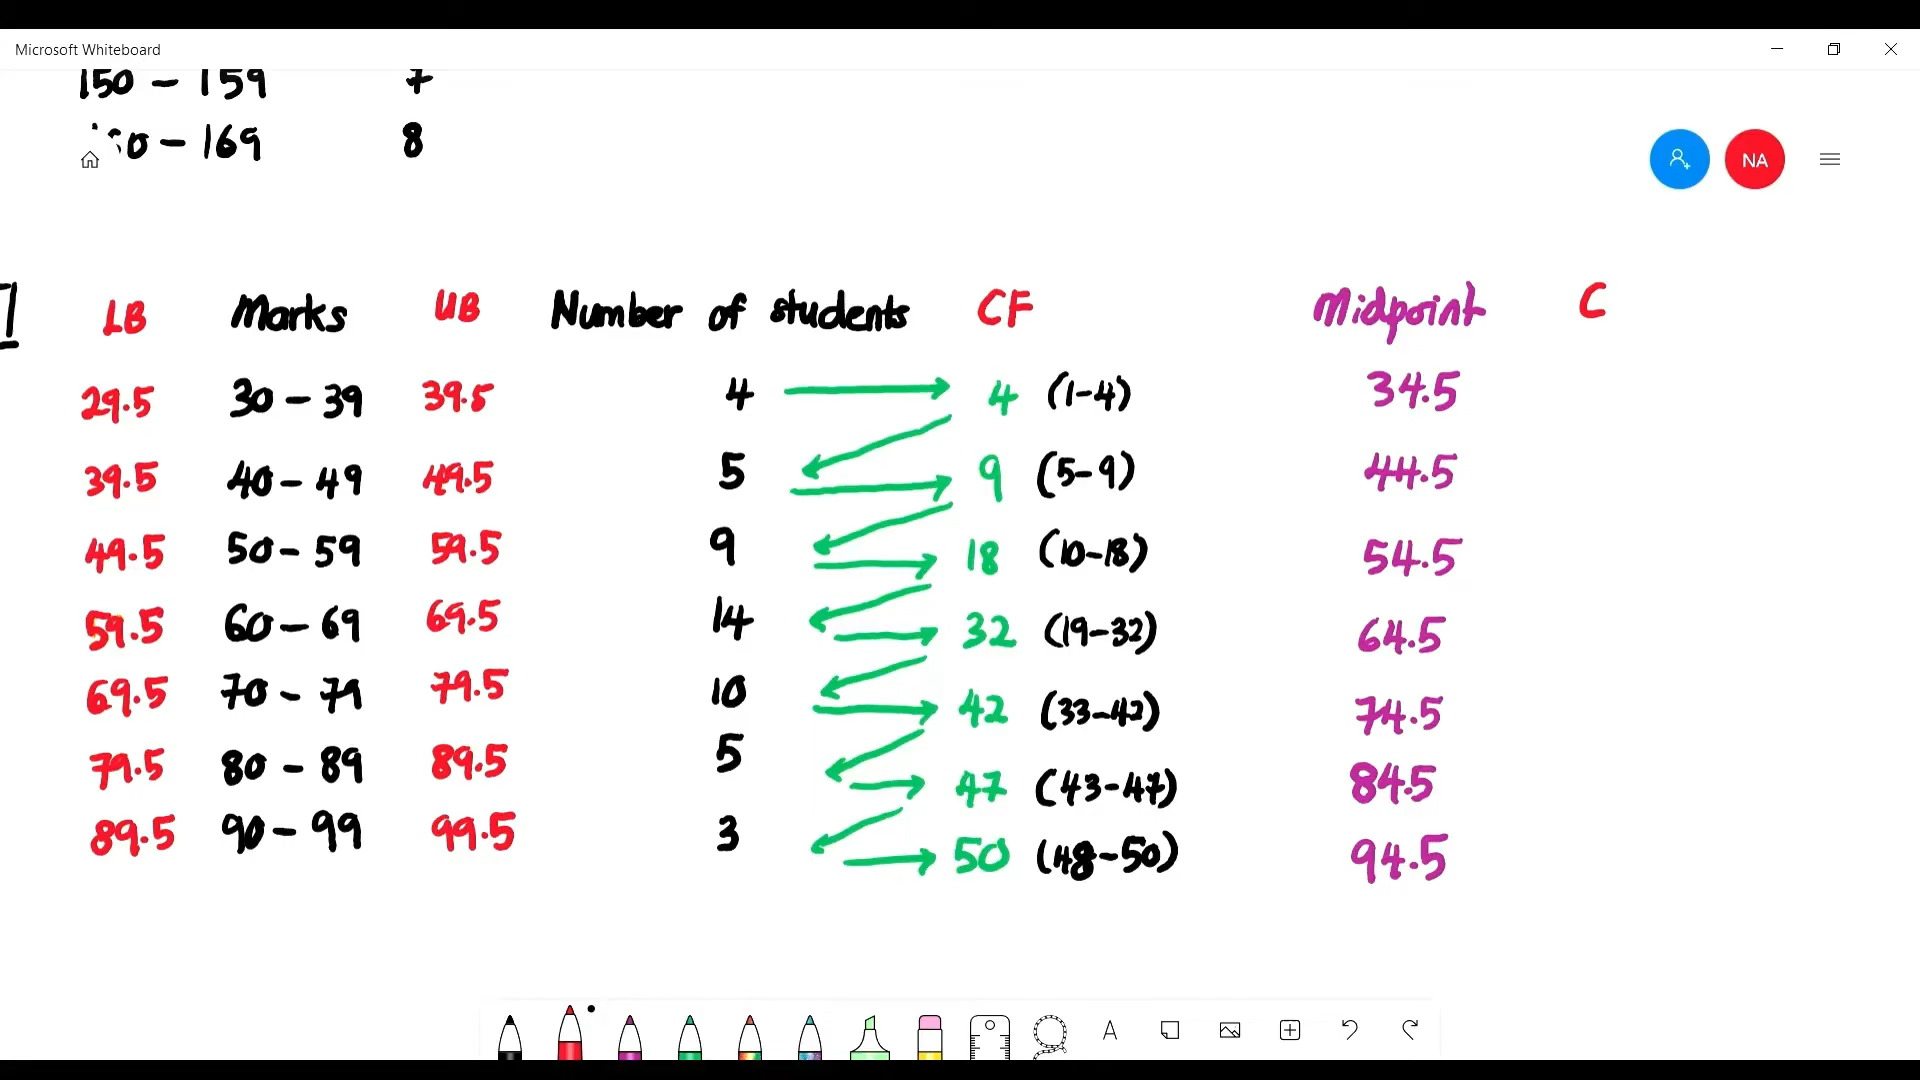 Microsoft Whiteboard
150 - 159 7
0 - 169 8
NA
LB Marks UB Number of students CF Midpoint C
29.5 30 - 39 39.5 4 4 (1-4) 34.5
39.5 40 - 49 49.5 5 9 (5-9) 44.5
49.5 50 - 59 59.5 9 18 (10-18) 54.5
59.5 60 - 69 69.5 14 32 (19-32) 64.5
69.5 70 - 79 79.5 10 42 (33-42) 74.5
79.5 80 - 89 89.5 5 47 (43-47) 84.5
89.5 90 - 99 99.5 3 50 (48-50) 94.5
A